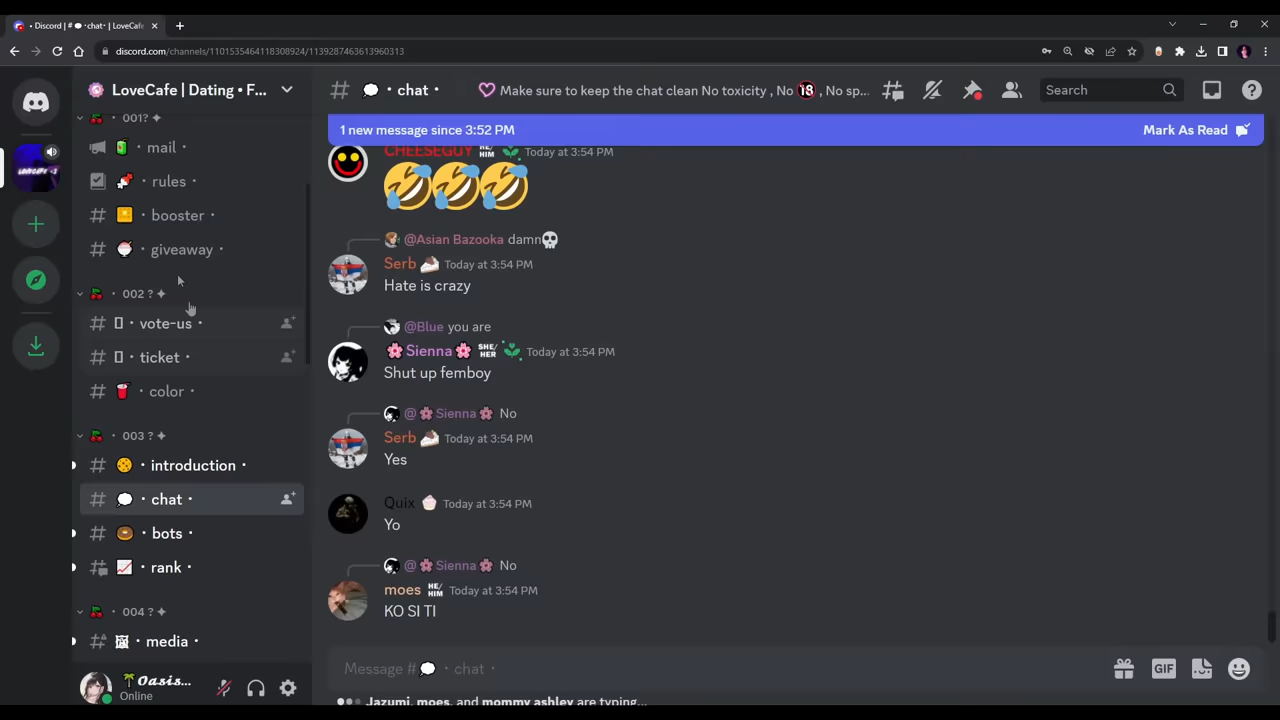 • Discord | # 💭・chat・ | LoveCafe
discord.com/channels/1101535464118308924/1139287463613960313
LoveCafe | Dating • F...
💭・chat・
Make sure to keep the chat clean No toxicity , No 🔞 , No sp...
Search
1 new message since 3:52 PM
Mark As Read
・001?✦
・mail・
・rules・
・booster・
・giveaway・
・002 ?✦
・vote-us・
・ticket・
・color・
・003 ?✦
・introduction・
・chat・
・bots・
・rank・
・004 ?✦
・media・
Oasis...
Online
CHEESEGUY HE/HIM Today at 3:54 PM
🤣🤣🤣
@Asian Bazooka damn💀
Serb 🍰 Today at 3:54 PM
Hate is crazy
@Blue you are
🌸Sienna🌸 SHE/HER Today at 3:54 PM
Shut up femboy
@🌸Sienna🌸 No
Serb 🍰 Today at 3:54 PM
Yes
Quix 🧁 Today at 3:54 PM
Yo
@🌸Sienna🌸 No
moes HE/HIM Today at 3:54 PM
KO SI TI
Message #💭・chat・
GIF
Jazumi, moes, and mommy ashley are typing...